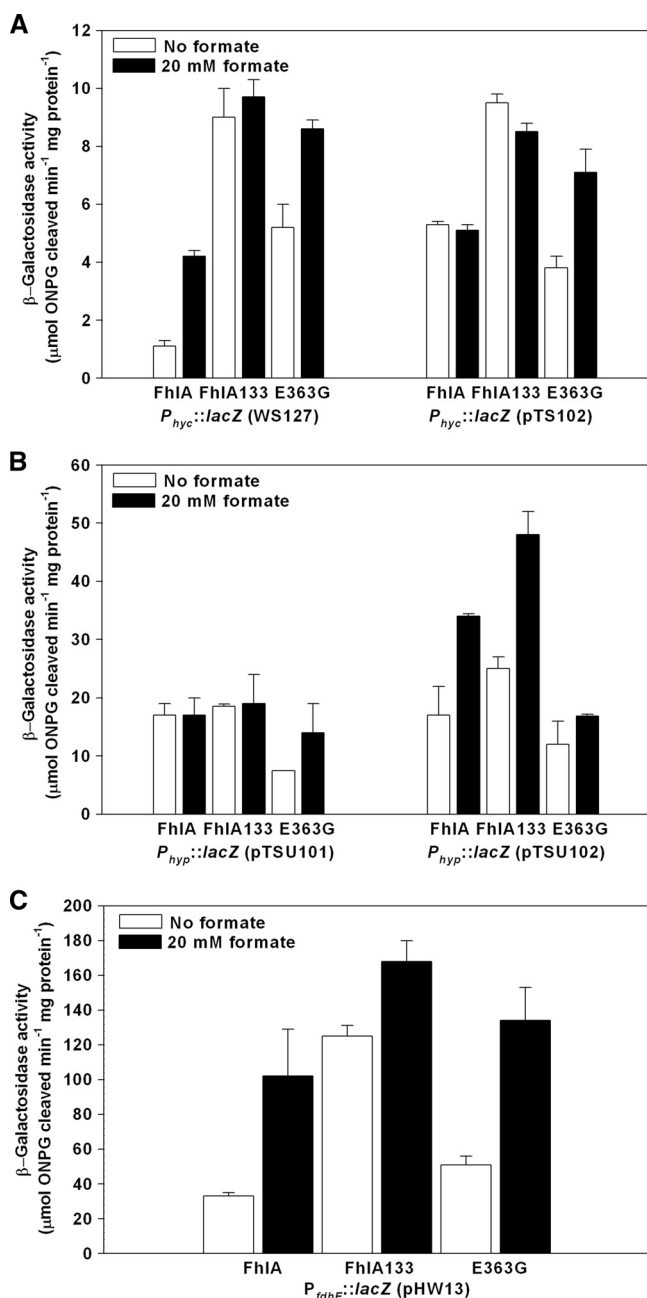 A
No formate
20 mM formate
12
10
8
6
4
2
0
β-Galactosidase activity
(μmol ONPG cleaved min-1 mg protein-1)
FhlA FhlA133 E363G
FhlA FhlA133 E363G
Phyc::lacZ (WS127)
Phyc::lacZ (pTS102)
B
No formate
20 mM formate
60
50
40
30
20
10
0
β-Galactosidase activity
(μmol ONPG cleaved min-1 mg protein-1)
FhlA FhlA133 E363G
FhlA FhlA133 E363G
Phyp::lacZ (pTSU101)
Phyp::lacZ (pTSU102)
C
No formate
20 mM formate
200
180
160
140
120
100
80
60
40
20
0
β-Galactosidase activity
(μmol ONPG cleaved min-1 mg protein-1)
FhlA FhlA133 E363G
PfdhF::lacZ (pHW13)